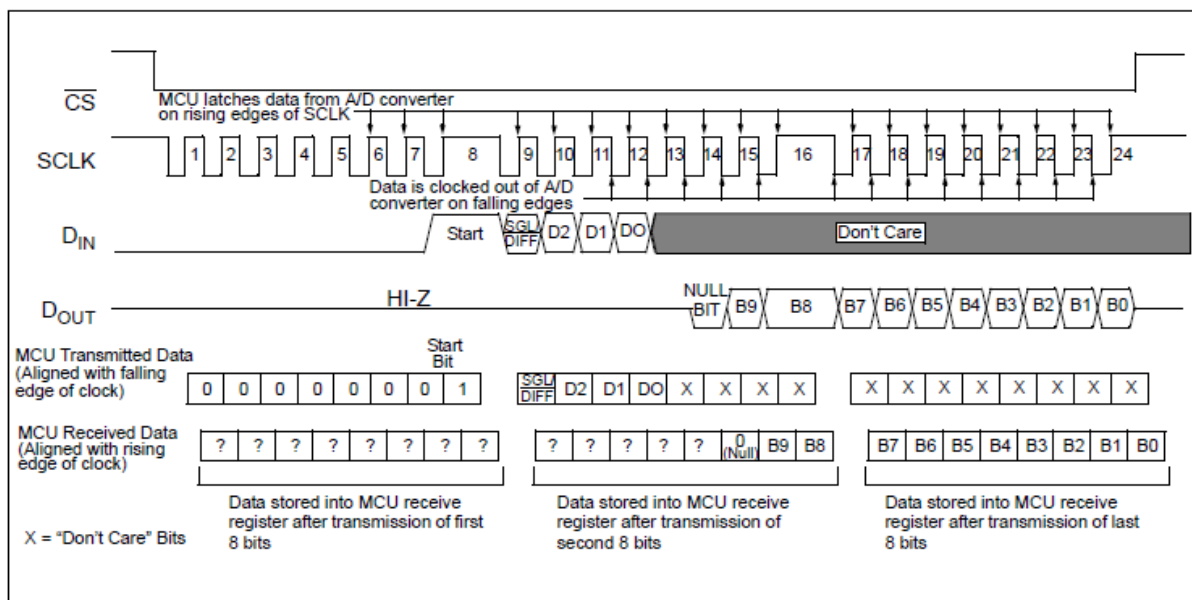 CS
MCU latches data from A/D converter
on rising edges of SCLK
SCLK
1 2 3 4 5 6 7 8 9 10 11 12 13 14 15 16 17 18 19 20 21 22 23 24
Data is clocked out of A/D
converter on falling edges
DIN
Start SGL/DIFF D2 D1 DO Don't Care
DOUT
HI-Z
NULL
BIT B9 B8 B7 B6 B5 B4 B3 B2 B1 B0
MCU Transmitted Data
(Aligned with falling
edge of clock)
Start
Bit
0 0 0 0 0 0 0 1 SGL/DIFF D2 D1 DO X X X X X X X X X X X X
MCU Received Data
(Aligned with rising
edge of clock)
? ? ? ? ? ? ? ? ? ? ? ? ? 0 (Null) B9 B8 B7 B6 B5 B4 B3 B2 B1 B0
Data stored into MCU receive
register after transmission of first
8 bits
Data stored into MCU receive
register after transmission of
second 8 bits
Data stored into MCU receive
register after transmission of last
8 bits
X = "Don't Care" Bits